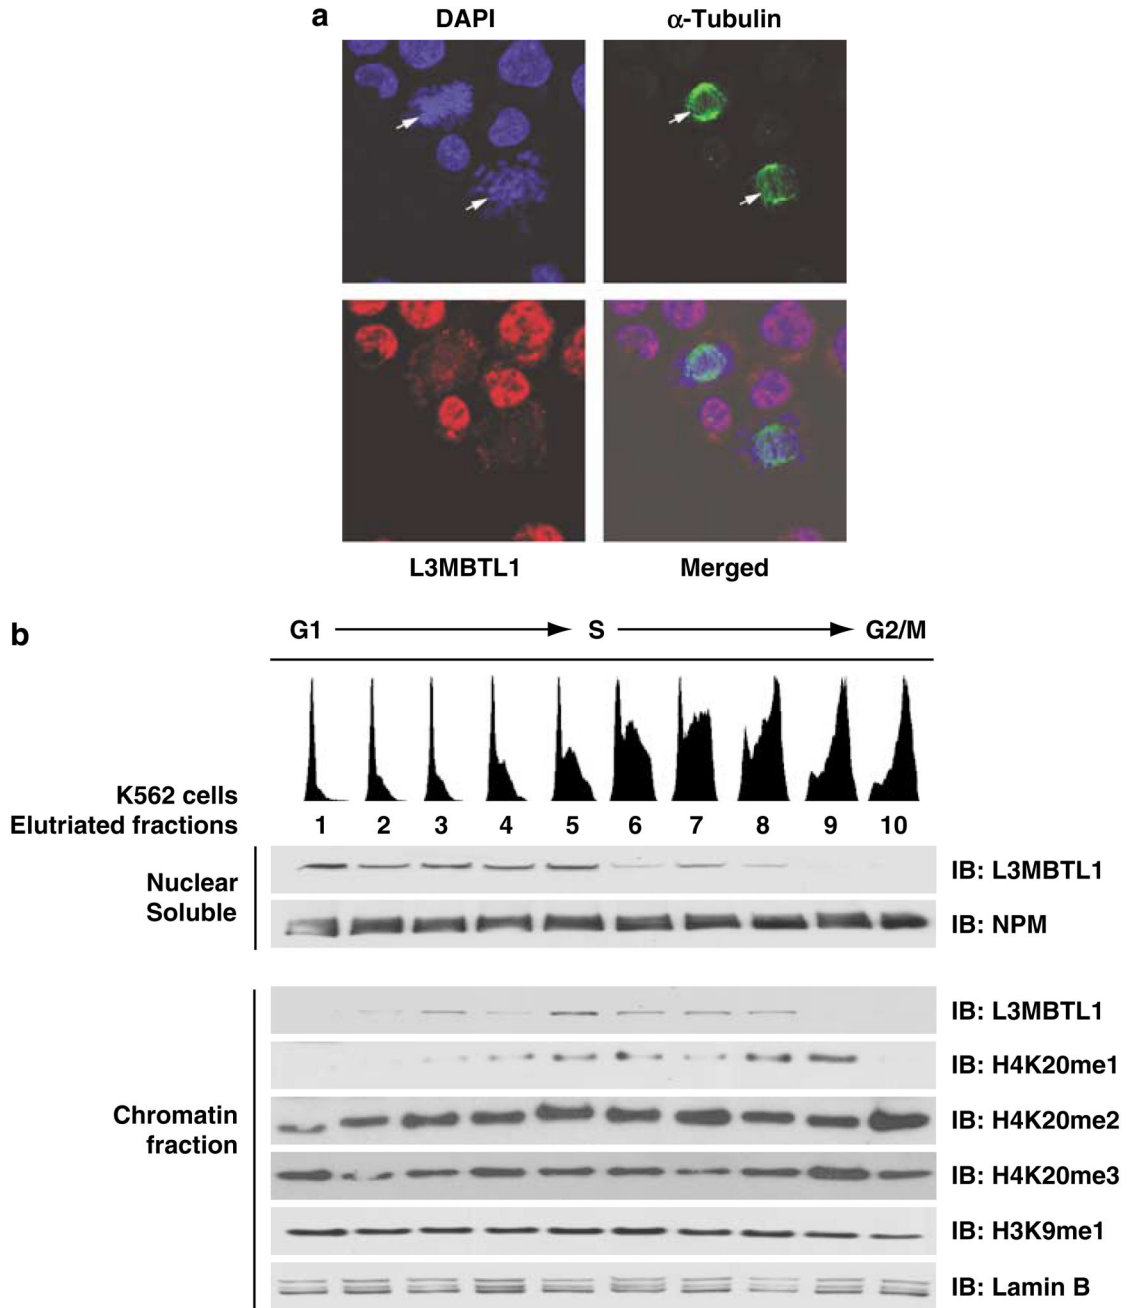 a
DAPI
α-Tubulin
L3MBTL1
Merged
b
G1
S
G2/M
K562 cells
Elutriated fractions
1 2 3 4 5 6 7 8 9 10
Nuclear
Soluble
IB: L3MBTL1
IB: NPM
Chromatin
fraction
IB: L3MBTL1
IB: H4K20me1
IB: H4K20me2
IB: H4K20me3
IB: H3K9me1
IB: Lamin B